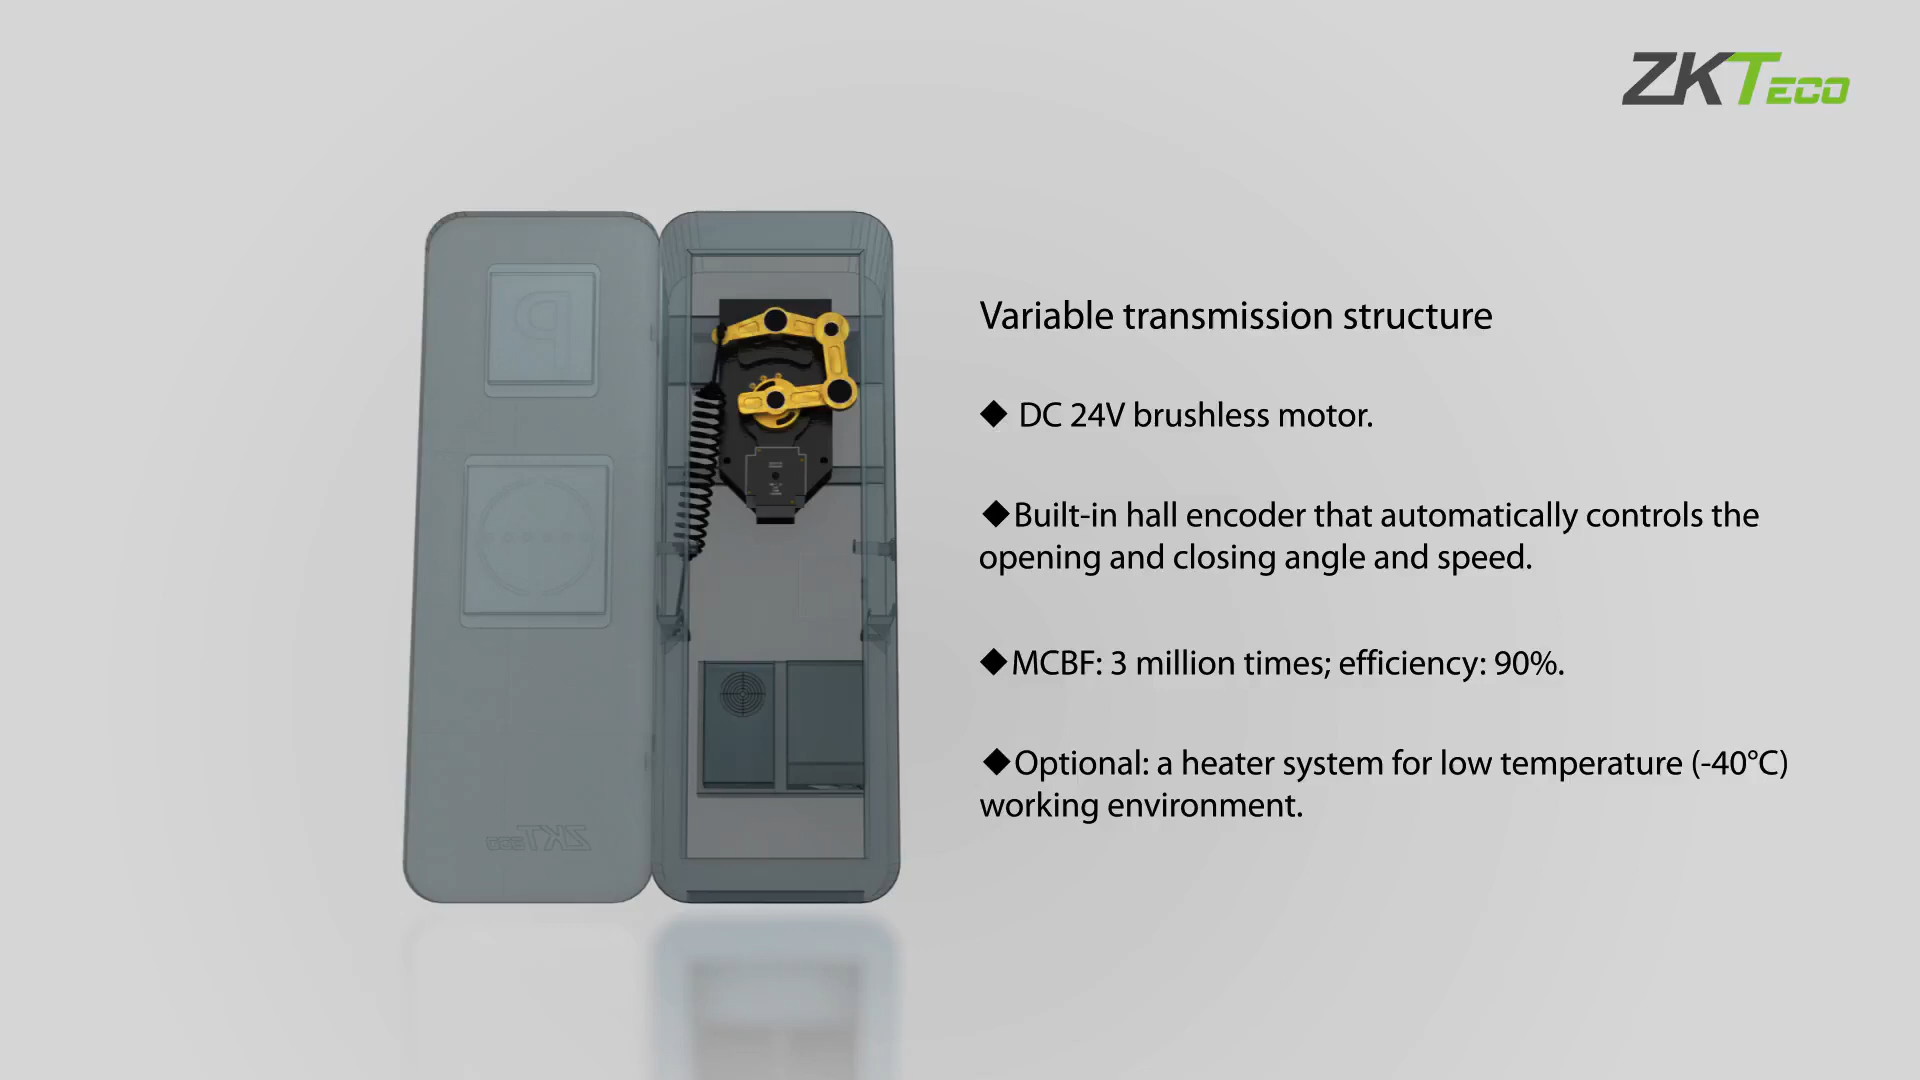 ZKTECO
Variable transmission structure
◆ DC 24V brushless motor.
◆Built-in hall encoder that automatically controls the
opening and closing angle and speed.
◆MCBF: 3 million times; efficiency: 90%.
◆Optional: a heater system for low temperature (-40°C)
working environment.
P
ZKTECO